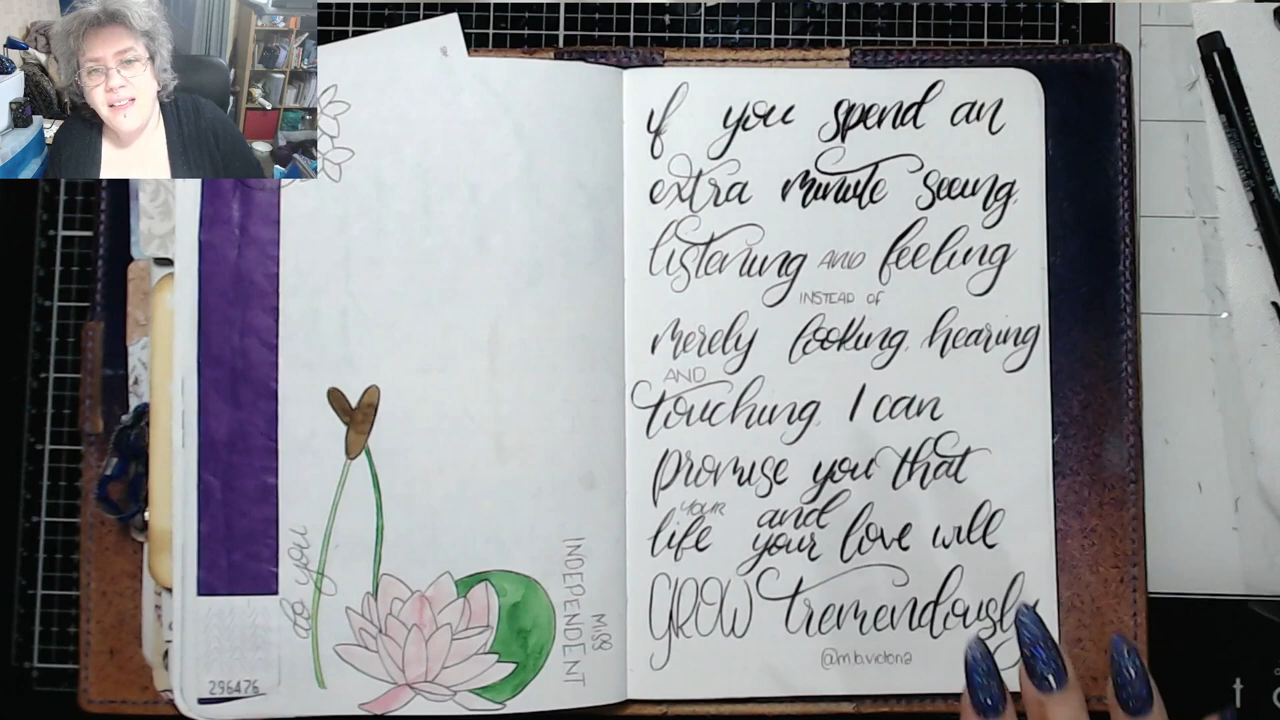 if you spend an
extra minute seeing,
listening AND feeling
INSTEAD OF
merely looking, hearing
AND
touching, I can
promise you that
YOUR and
life your love will
GROW tremendously
@m.b.victoria
do you
MISS
INDEPENDENT
296476
t